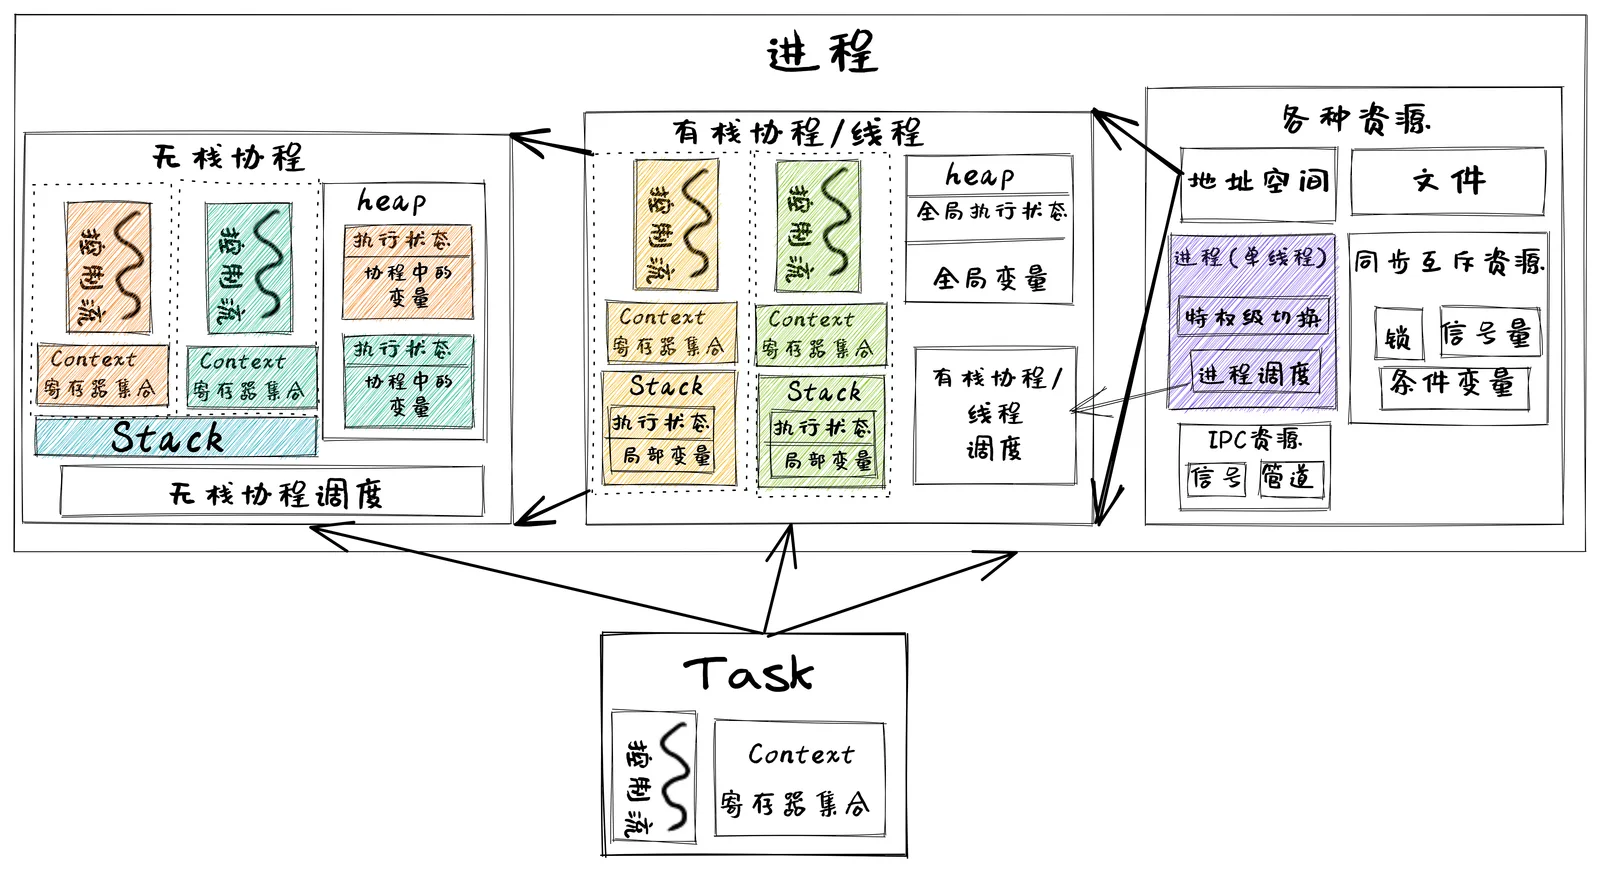 进程
无栈协程
控制流
Context
寄存器集合
控制流
Context
寄存器集合
Stack
heap
执行状态
协程中的
变量
执行状态
协程中的
变量
无栈协程调度
有栈协程/线程
控制流
Context
寄存器集合
Stack
执行状态
局部变量
控制流
Context
寄存器集合
Stack
执行状态
局部变量
heap
全局执行状态
全局变量
有栈协程/
线程
调度
各种资源
地址空间
文件
进程(单线程)
特权级切换
进程调度
同步互斥资源
锁
信号量
条件变量
IPC资源
信号
管道
Task
控制流
Context
寄存器集合